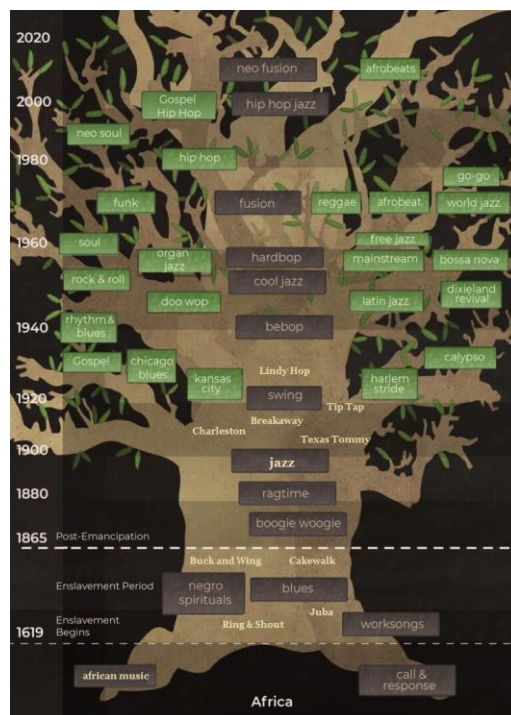 2020
neo fusion
afrobeats
2000
Gospel
Hip Hop
hip hop jazz
neo soul
1980
hip hop
go-go
funk
fusion
reggae
afrobeat
world jazz
1960
soul
free jazz
organ
jazz
hardbop
mainstream
bossa nova
rock & roll
cool jazz
dixieland
revival
doo wop
latin jazz
rhythm &
blues
1940
bebop
Gospel
chicago
blues
calypso
Lindy Hop
kansas
city
harlem
stride
1920
swing
Tip Tap
Breakaway
Charleston
Texas Tommy
1900
jazz
1880
ragtime
boogie woogie
1865
Post-Emancipation
Buck and Wing
Cakewalk
Enslavement Period
negro
spirituals
blues
Juba
Enslavement
Begins
Ring & Shout
worksongs
1619
african music
call &
response
Africa